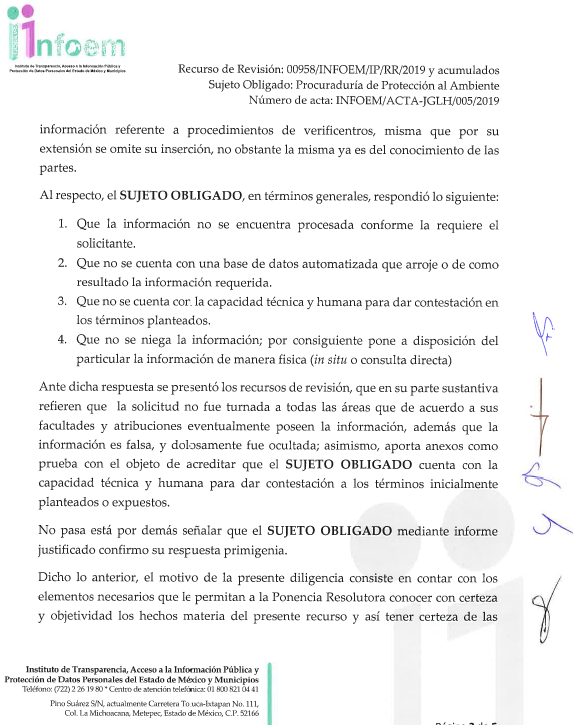 infoem
Instituto de Transparencia, Acceso a la Información Pública y
Protección de Datos Personales del Estado de México y Municipios
Recurso de Revisión: 00958/INFOEM/IP/RR/2019 y acumulados
Sujeto Obligado: Procuraduría de Protección al Ambiente
Número de acta: INFOEM/ACTA-JGLH/005/2019
información referente a procedimientos de verificentros, misma que por su
extensión se omite su inserción, no obstante la misma ya es del conocimiento de las
partes.
Al respecto, el SUJETO OBLIGADO, en términos generales, respondió lo siguiente:
1. Que la información no se encuentra procesada conforme la requiere el
solicitante.
2. Que no se cuenta con una base de datos automatizada que arroje o de como
resultado la información requerida.
3. Que no se cuenta con la capacidad técnica y humana para dar contestación en
los términos planteados.
4. Que no se niega la información; por consiguiente pone a disposición del
particular la información de manera fisica (in situ o consulta directa)
Ante dicha respuesta se presentó los recursos de revisión, que en su parte sustantiva
refieren que la solicitud no fue turnada a todas las áreas que de acuerdo a sus
facultades y atribuciones eventualmente poseen la información, además que la
información es falsa, y dolosamente fue ocultada; asimismo, aporta anexos como
prueba con el objeto de acreditar que el SUJETO OBLIGADO cuenta con la
capacidad técnica y humana para dar contestación a los términos inicialmente
planteados o expuestos.
No pasa está por demás señalar que el SUJETO OBLIGADO mediante informe
justificado confirmo su respuesta primigenia.
Dicho lo anterior, el motivo de la presente diligencia consiste en contar con los
elementos necesarios que le permitan a la Ponencia Resolutora conocer con certeza
y objetividad los hechos materia del presente recurso y así tener certeza de las
Instituto de Transparencia, Acceso a la Información Pública y
Protección de Datos Personales del Estado de México y Municipios
Teléfono: (722) 2 26 19 80 * Centro de atención telefónica: 01 800 821 04 41
Pino Suárez S/N, actualmente Carretera Toluca-Ixtapan No. 111,
Col. La Michoacana, Metepec, Estado de México, C.P. 52166